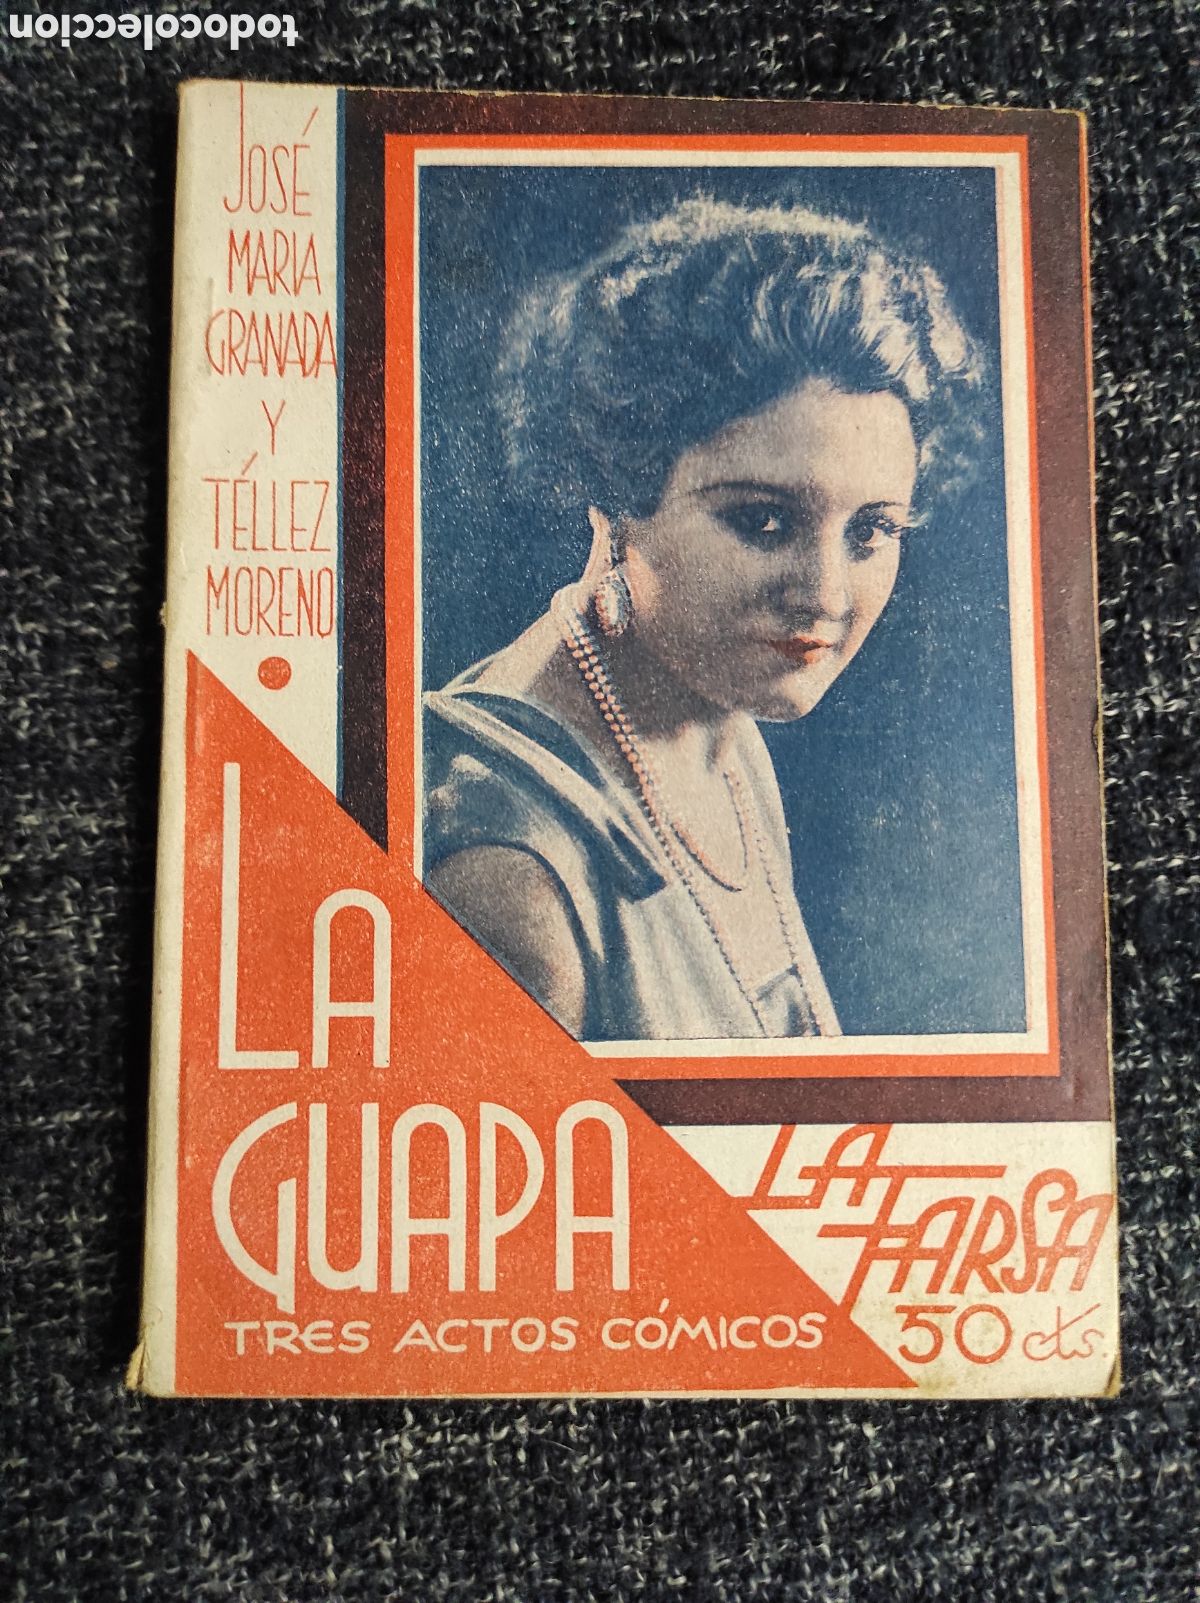 todocoleccion
JOSÉ
MARIA
GRANADA
Y
TÉLLEZ
MORENO
LA
GUAPA
TRES ACTOS CÓMICOS
LA
FARSA
50 cts.